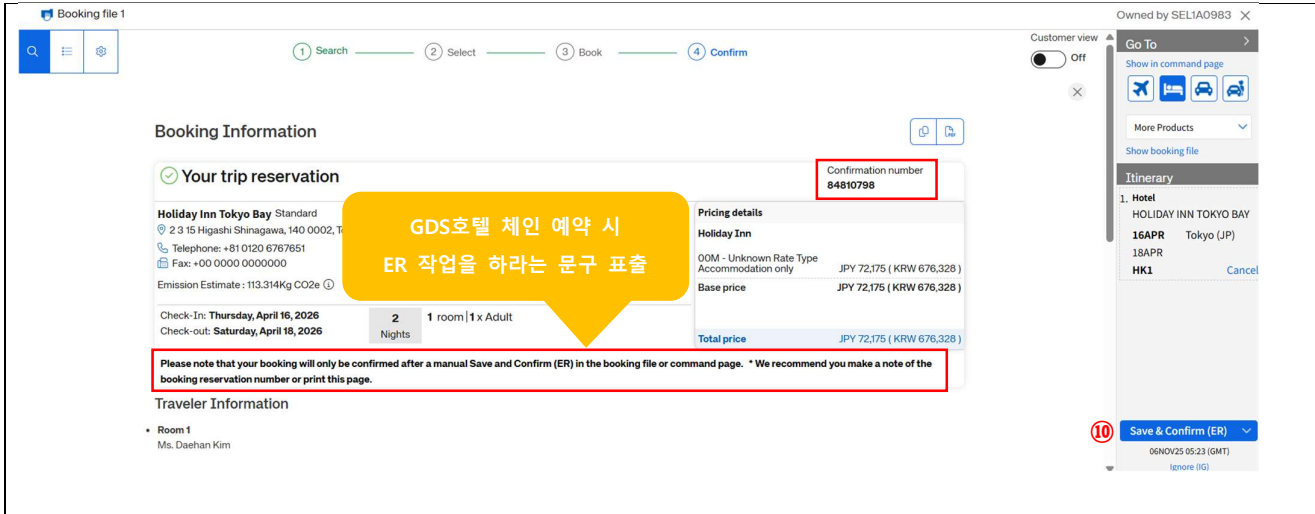 Booking file 1
Owned by SEL1A0983
1 Search
2 Select
3 Book
4 Confirm
Customer view
Off
Go To
Show in command page
More Products
Show booking file
Itinerary
1. Hotel
HOLIDAY INN TOKYO BAY
16APR Tokyo (JP)
18APR
HK1 Cancel
Booking Information
Your trip reservation
Confirmation number
84810798
Holiday Inn Tokyo Bay Standard
2 3 15 Higashi Shinagawa, 140 0002,
Telephone: +81 0120 6767651
Fax: +00 0000 0000000
Emission Estimate : 113.314Kg CO2e
GDS호텔 체인 예약 시
ER 작업을 하라는 문구 표출
Pricing details
Holiday Inn
00M - Unknown Rate Type
Accommodation only JPY 72,175 ( KRW 676,328 )
Base price JPY 72,175 ( KRW 676,328 )
Total price JPY 72,175 ( KRW 676,328 )
Check-In: Thursday, April 16, 2026
Check-out: Saturday, April 18, 2026
2
Nights
1 room | 1 x Adult
Please note that your booking will only be confirmed after a manual Save and Confirm (ER) in the booking file or command page. * We recommend you make a note of the
booking reservation number or print this page.
Traveler Information
• Room 1
Ms. Daehan Kim
⑩ Save & Confirm (ER)
06NOV25 05:23 (GMT)
Ignore (IG)